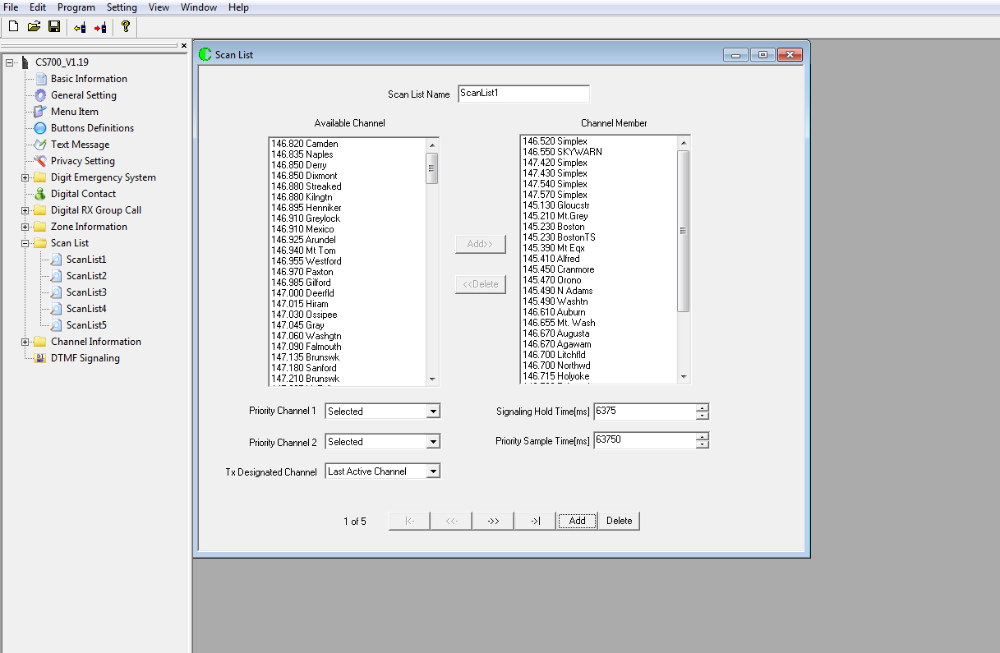 File Edit Program Setting View Window Help
CS700_V1.19
Basic Information
General Setting
Menu Item
Buttons Definitions
Text Message
Privacy Setting
Digit Emergency System
Digital Contact
Digital RX Group Call
Zone Information
Scan List
ScanList1
ScanList2
ScanList3
ScanList4
ScanList5
Channel Information
DTMF Signaling
Scan List
Scan List Name ScanList1
Available Channel
146.820 Camden
146.835 Naples
146.850 Derry
146.850 Dixmont
146.880 Streaked
146.880 Kilngtn
146.895 Henniker
146.910 Greylock
146.910 Mexico
146.925 Arundel
146.940 Mt Tom
146.955 Westford
146.970 Paxton
146.985 Gilford
147.000 Deerfld
147.015 Hiram
147.030 Ossipee
147.045 Gray
147.060 Washgtn
147.090 Falmouth
147.135 Brunswk
147.180 Sanford
147.210 Brunswk
Add>>
<<Delete
Channel Member
146.520 Simplex
146.550 SKYWARN
147.420 Simplex
147.430 Simplex
147.540 Simplex
147.570 Simplex
145.130 Gloucstr
145.210 Mt.Grey
145.230 Boston
145.230 BostonTS
145.390 Mt Eqx
145.410 Alfred
145.450 Cranmore
145.470 Orono
145.490 N Adams
145.490 Washtn
146.610 Auburn
146.655 Mt. Wash
146.670 Augusta
146.670 Agawam
146.700 Litchfld
146.700 Northwd
146.715 Holyoke
Priority Channel 1 Selected
Signaling Hold Time[ms] 6375
Priority Channel 2 Selected
Priority Sample Time[ms] 63750
Tx Designated Channel Last Active Channel
1 of 5 |<- <<- ->> ->| Add Delete